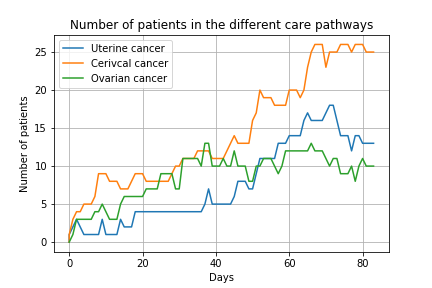 Number of patients in the different care pathways
Uterine cancer
Cerivcal cancer
Ovarian cancer
Number of patients
25
20
15
10
5
0
0 20 40 60 80
Days